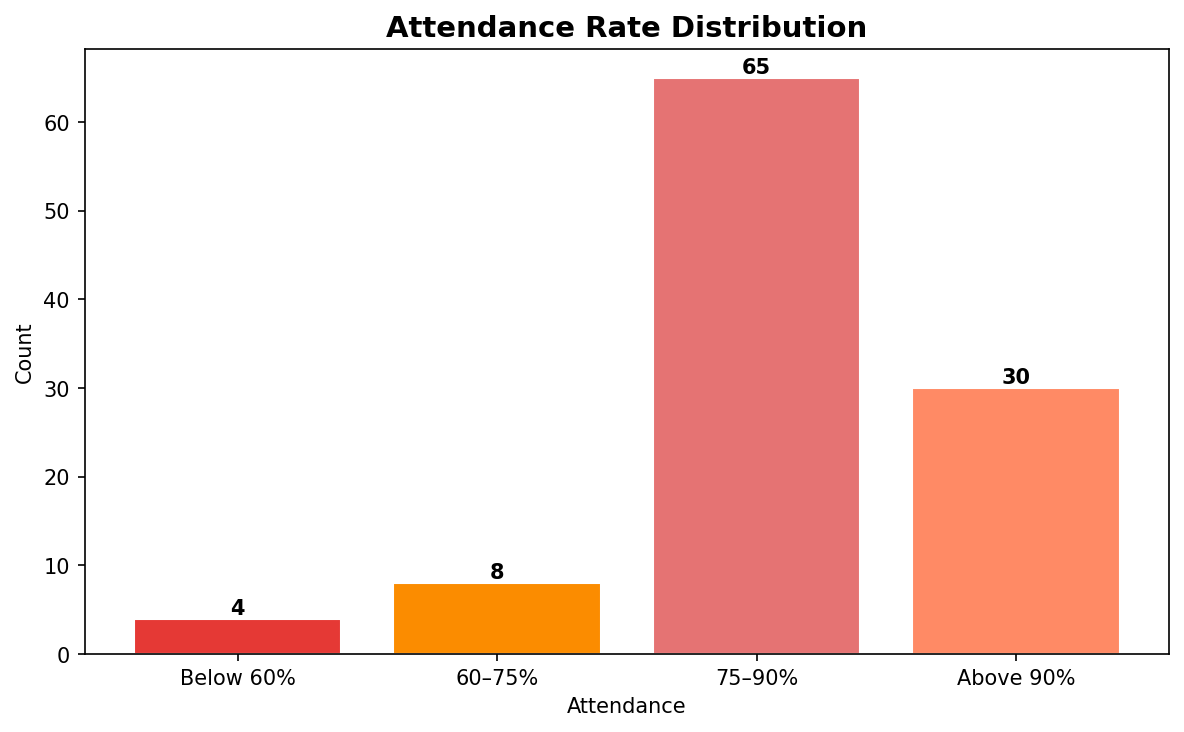 Attendance Rate Distribution
65
60
50
40
30
30
20
10
8
4
0
Count
Below 60%
60–75%
75–90%
Above 90%
Attendance